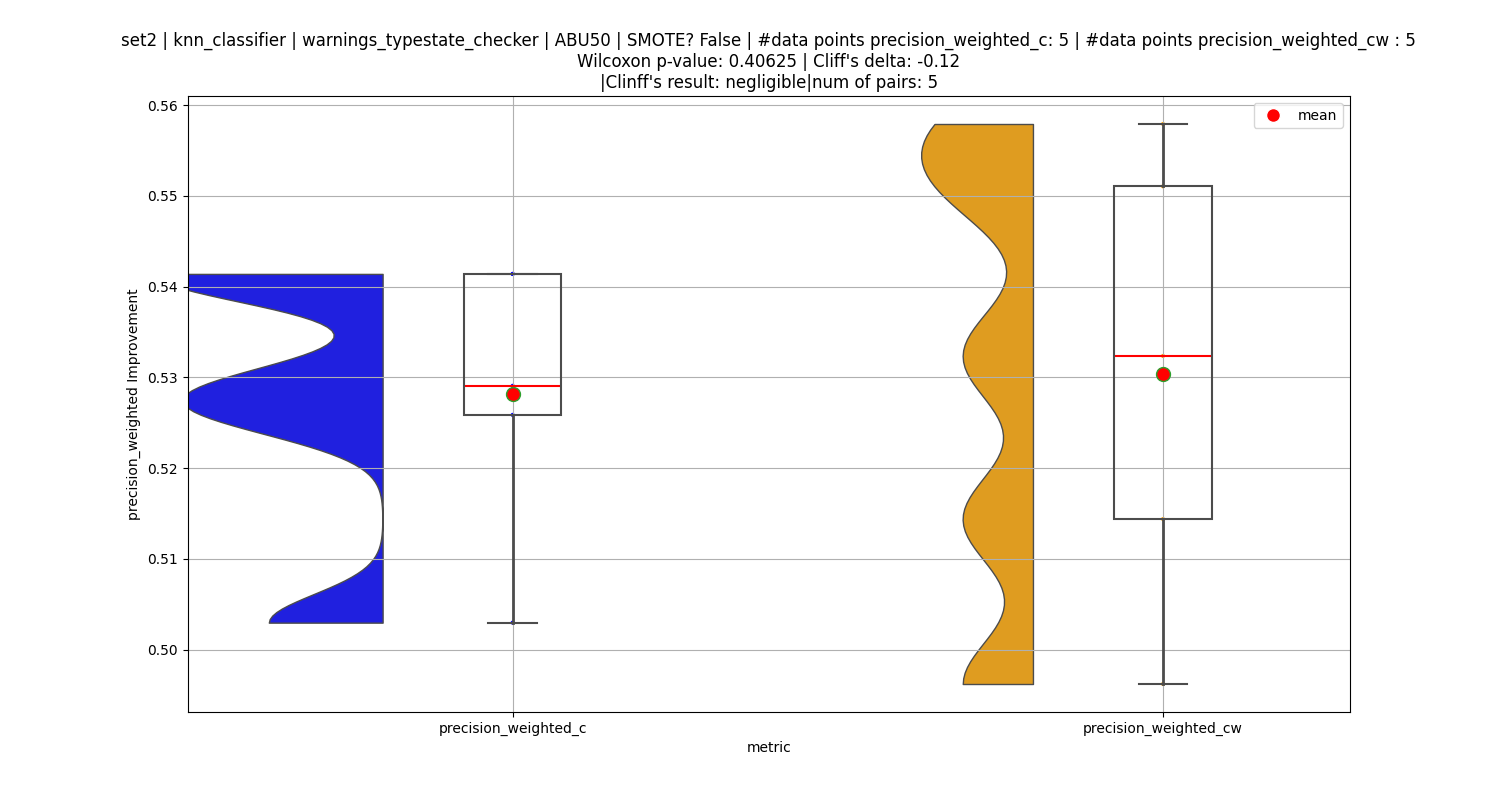 set2 | knn_classifier | warnings_typestate_checker | ABU50 | SMOTE? False | #data points precision_weighted_c: 5 | #data points precision_weighted_cw : 5
Wilcoxon p-value: 0.40625 | Cliff's delta: -0.12
|Clinff's result: negligible|num of pairs: 5
mean
0.56
0.55
0.54
0.53
0.52
0.51
0.50
precision_weighted Improvement
precision_weighted_c
precision_weighted_cw
metric